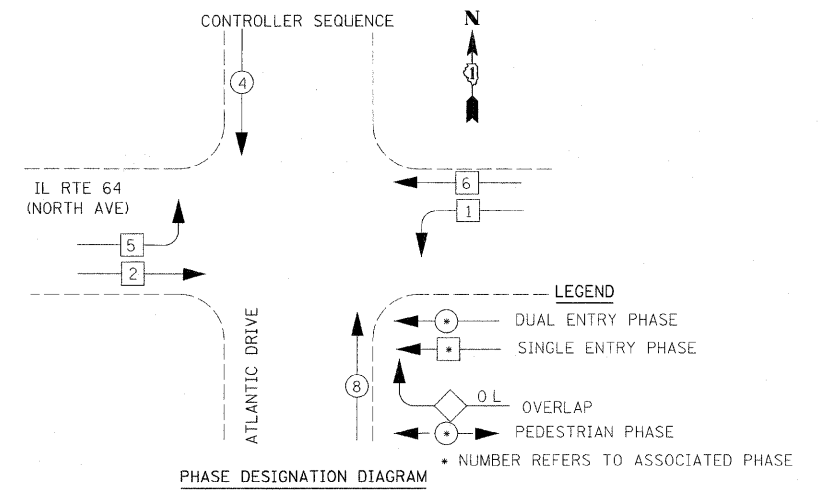 CONTROLLER SEQUENCE
N
1
4
IL RTE 64
(NORTH AVE)
6
1
5
2
ATLANTIC DRIVE
8
LEGEND
* DUAL ENTRY PHASE
* SINGLE ENTRY PHASE
OL OVERLAP
* PEDESTRIAN PHASE
* NUMBER REFERS TO ASSOCIATED PHASE
PHASE DESIGNATION DIAGRAM